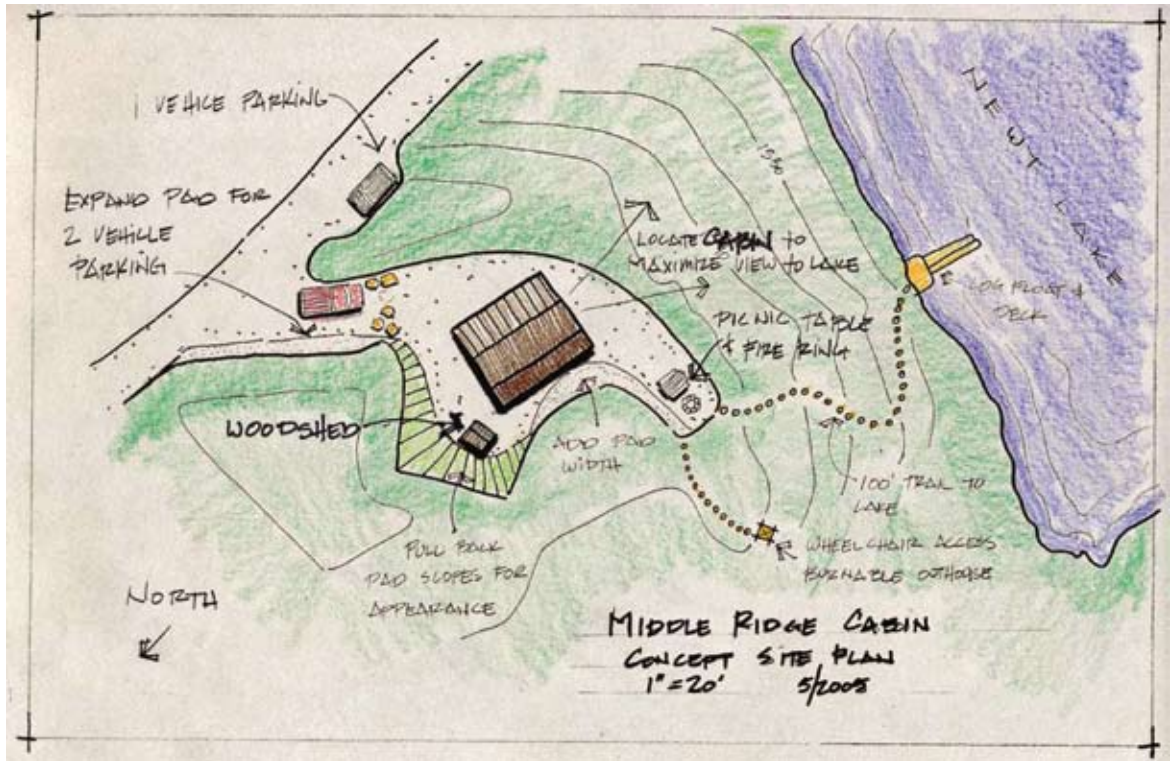 1 VEHICE PARKING
EXPAND PAD FOR
2 VEHICLE
PARKING
NEWT LAKE
1550
LOCATE CABIN TO
MAXIMIZE VIEW TO LAKE
LOG FLOAT &
DECK
PICNIC TABLE
& FIRE RING
WOODSHED
ADD PAD
WIDTH
100' TRAIL TO
LAKE
PULL BACK
PAD SLOPES FOR
APPEARANCE
WHEELCHAIR ACCESS
BURNABLE OUTHOUSE
NORTH
MIDDLE RIDGE CABIN
CONCEPT SITE PLAN
1"=20' 5/2005